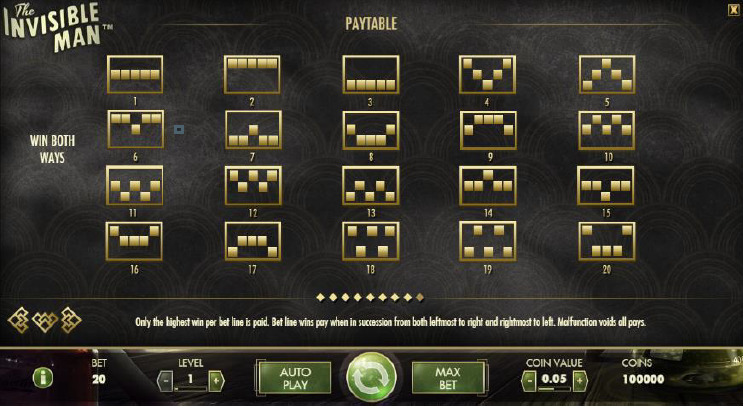 The
INVISIBLE
MAN™
PAYTABLE
X
1 2 3 4 5
WIN BOTH
WAYS
6 7 8 9 10
11 12 13 14 15
16 17 18 19 20
Only the highest win per bet line is paid. Bet line wins pay when in succession from both leftmost to right and rightmost to left. Malfunction voids all pays.
BET LEVEL COIN VALUE COINS
i 20 - 1 + AUTO PLAY MAX BET - 0.05 + 100000